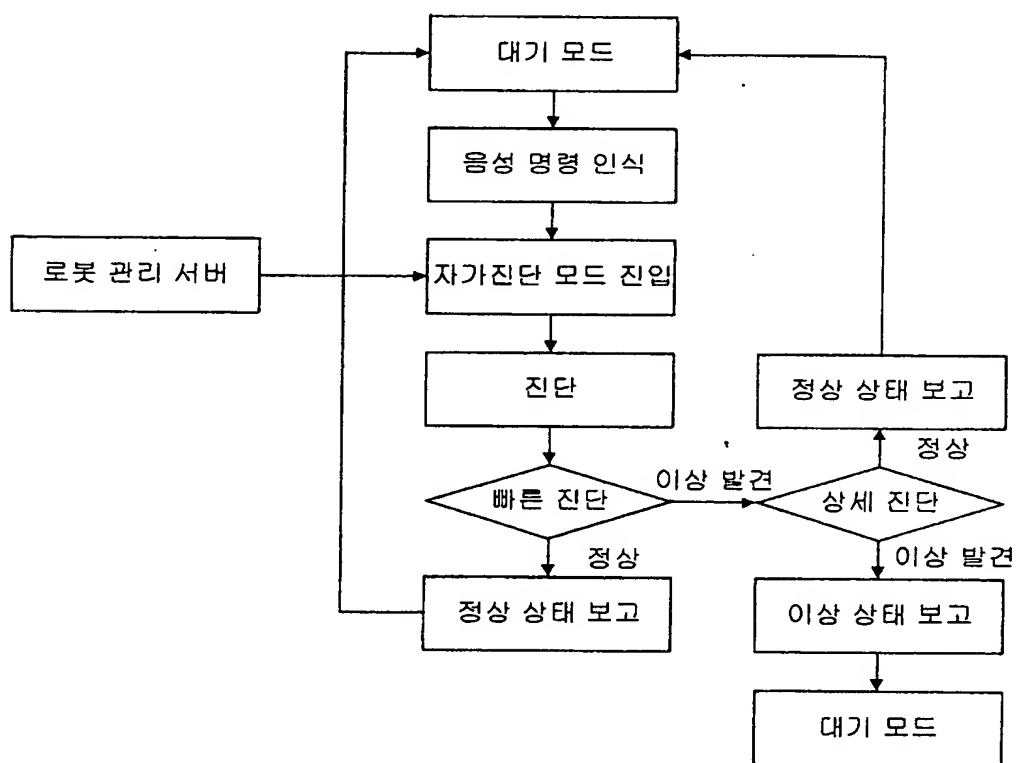 대기 모드
음성 명령 인식
로봇 관리 서버
자가진단 모드 진입
진단
정상 상태 보고
정상
빠른 진단
이상 발견
상세 진단
정상
이상 발견
정상 상태 보고
이상 상태 보고
대기 모드